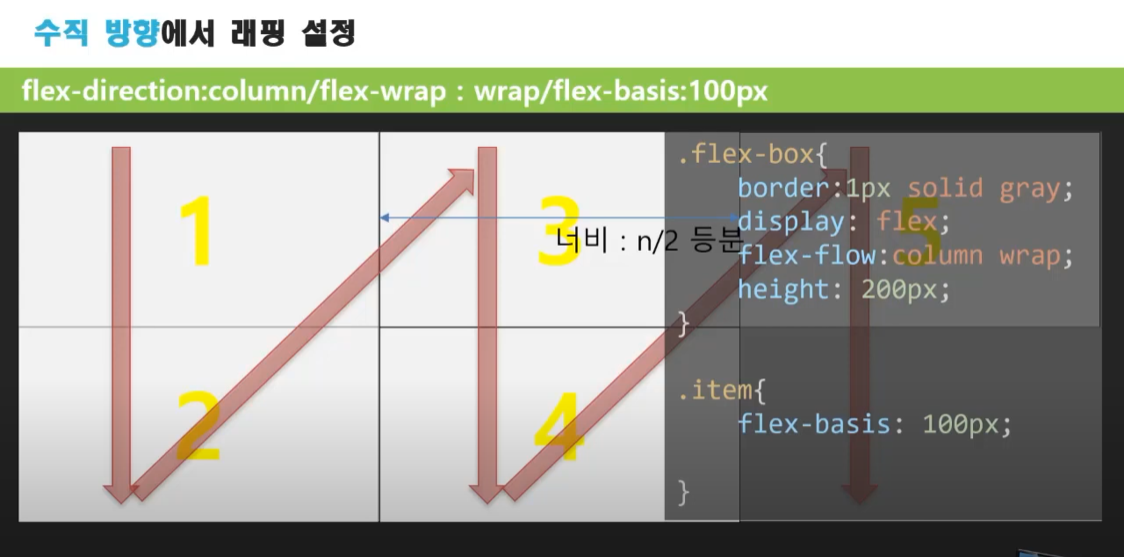 수직 방향에서 래핑 설정
flex-direction:column/flex-wrap : wrap/flex-basis:100px
1
3
5
2
4
너비 : n/2 등분
.flex-box{
border:1px solid gray;
display: flex;
flex-flow:column wrap;
height: 200px;
}
.item{
flex-basis: 100px;
}